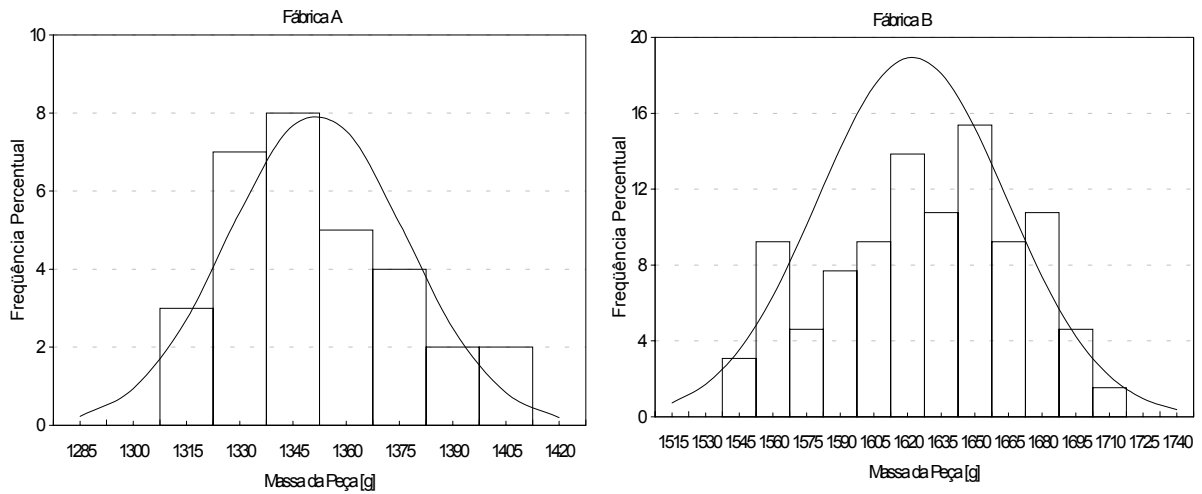 Fábrica A
10
8
6
4
2
0
Freqüência Percentual
1285 1300 1315 1330 1345 1360 1375 1390 1405 1420
Massa da Peça [g]
Fábrica B
20
16
12
8
4
0
Freqüência Percentual
1515 1530 1545 1560 1575 1590 1605 1620 1635 1650 1665 1680 1695 1710 1725 1740
Massa da Peça [g]